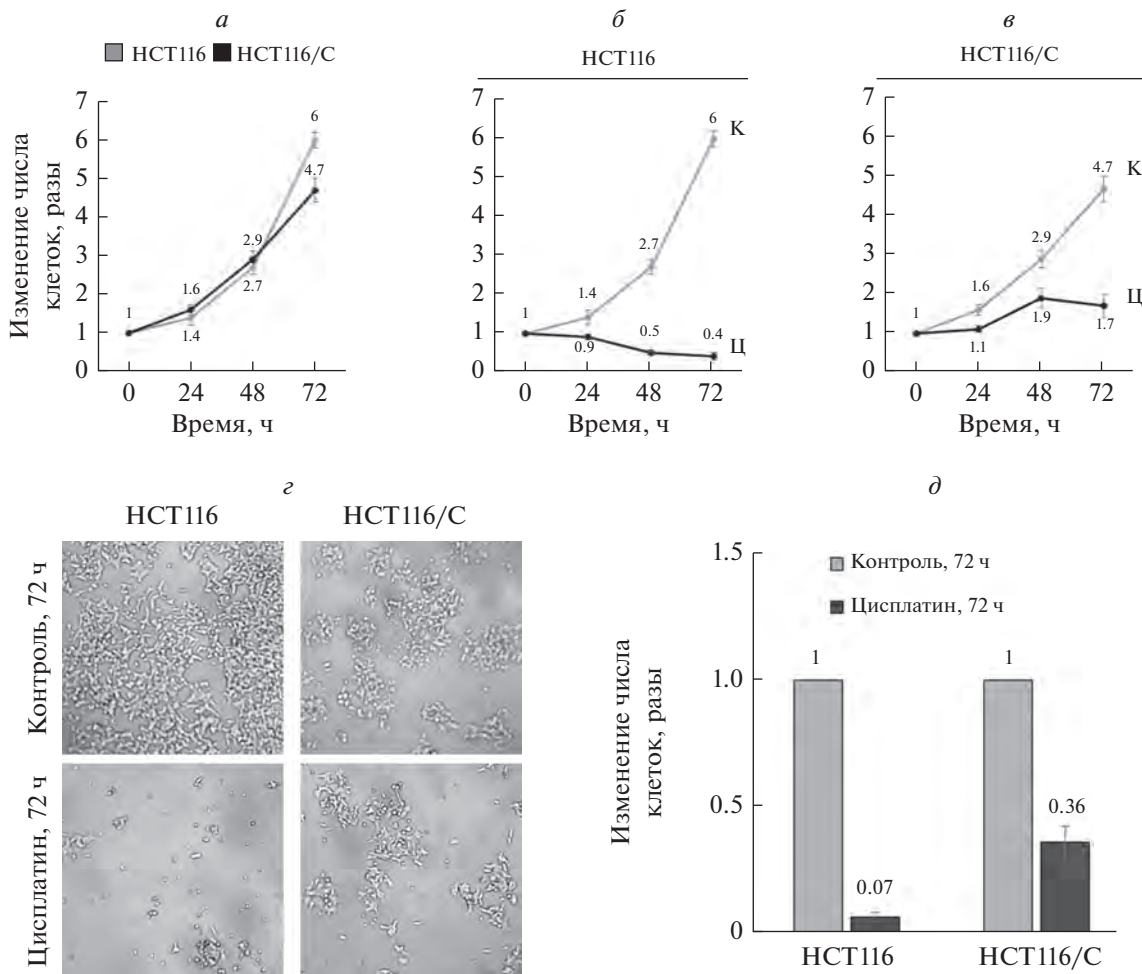 а
HCT116 HCT116/C
Изменение числа
клеток, разы
7
6
5
4
3
2
1
0
1
1.6
1.4
2.9
2.7
6
4.7
0 24 48 72
Время, ч
б
HCT116
7
6
5
4
3
2
1
0
1
1.4
2.7
6
К
0.9
0.5
0.4
Ц
0 24 48 72
Время, ч
в
HCT116/C
7
6
5
4
3
2
1
0
1
1.6
2.9
4.7
К
1.1
1.9
1.7
Ц
0 24 48 72
Время, ч
г
HCT116 HCT116/C
Контроль, 72 ч
Цисплатин, 72 ч
д
Изменение числа
клеток, разы
1.5
1.0
0.5
0
Контроль, 72 ч
Цисплатин, 72 ч
1
0.07
1
0.36
HCT116 HCT116/C